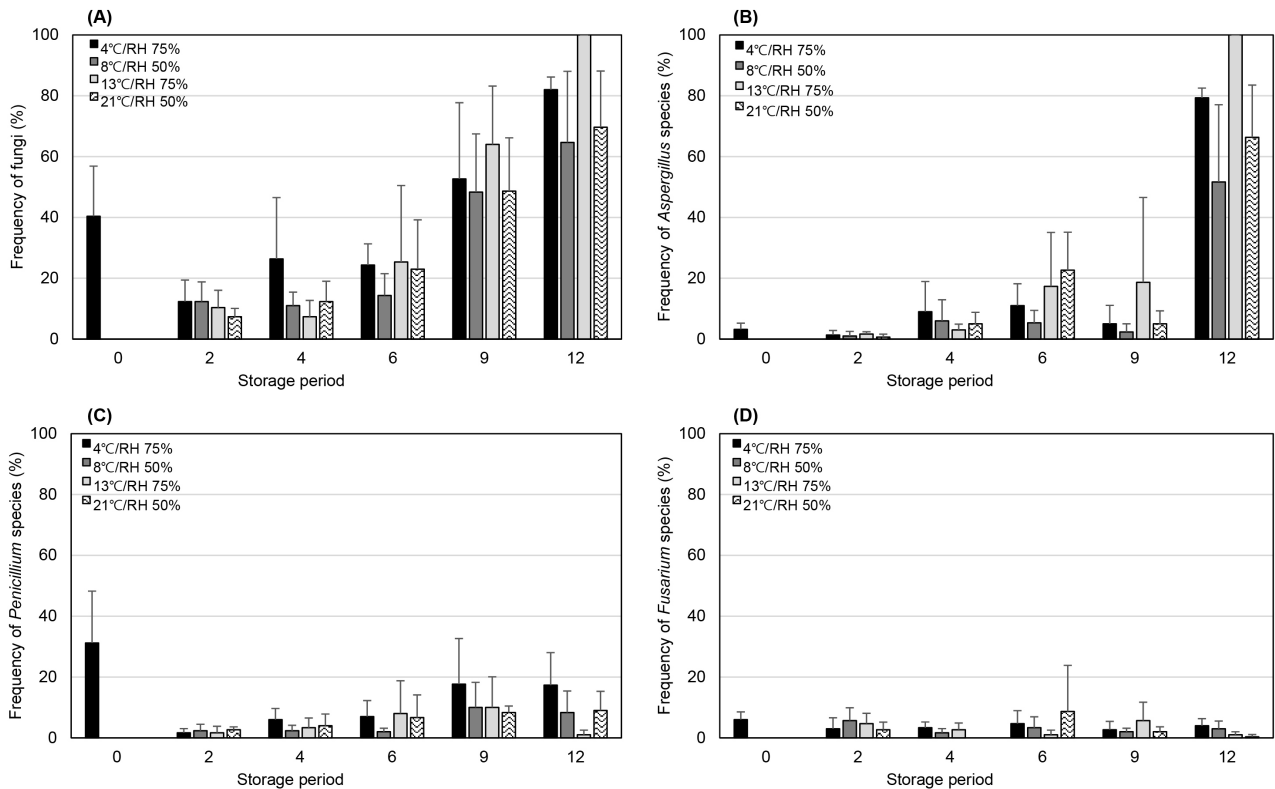 (A)
Frequency of fungi (%)
100
80
60
40
20
0
4℃/RH 75%
8℃/RH 50%
13℃/RH 75%
21℃/RH 50%
0 2 4 6 9 12
Storage period
(B)
Frequency of Aspergillus species (%)
100
80
60
40
20
0
4℃/RH 75%
8℃/RH 50%
13℃/RH 75%
21℃/RH 50%
0 2 4 6 9 12
Storage period
(C)
Frequency of Penicillium species (%)
100
80
60
40
20
0
4℃/RH 75%
8℃/RH 50%
13℃/RH 75%
21℃/RH 50%
0 2 4 6 9 12
Storage period
(D)
Frequency of Fusarium species (%)
100
80
60
40
20
0
4℃/RH 75%
8℃/RH 50%
13℃/RH 75%
21℃/RH 50%
0 2 4 6 9 12
Storage period